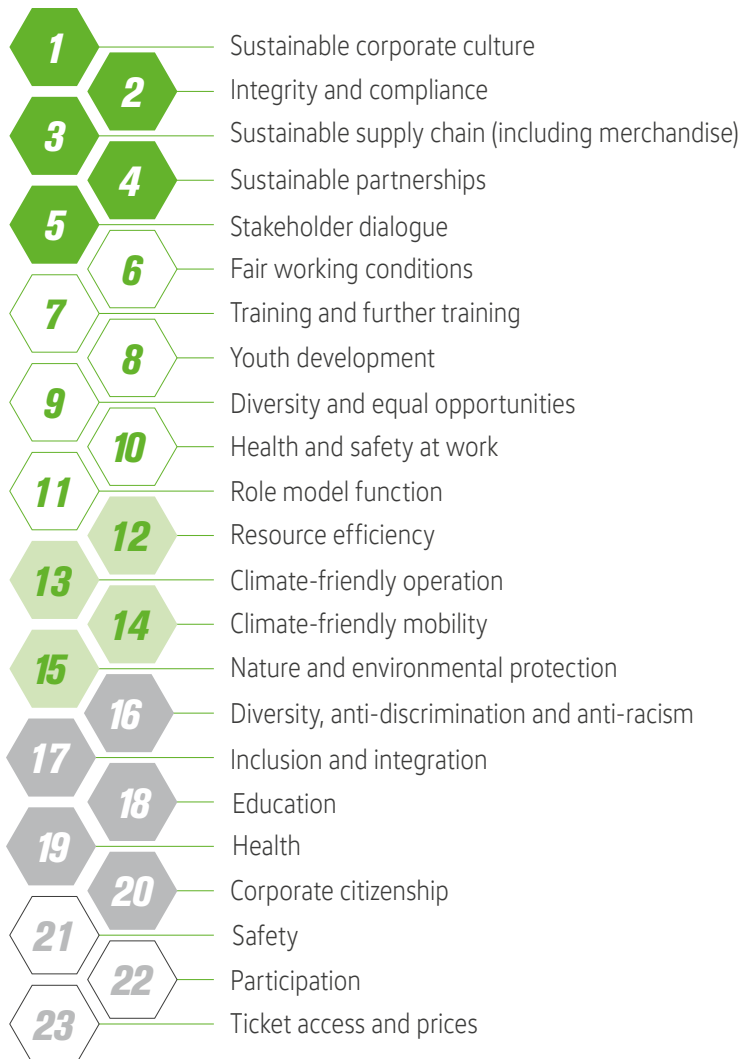 1 Sustainable corporate culture
2 Integrity and compliance
3 Sustainable supply chain (including merchandise)
4 Sustainable partnerships
5 Stakeholder dialogue
6 Fair working conditions
7 Training and further training
8 Youth development
9 Diversity and equal opportunities
10 Health and safety at work
11 Role model function
12 Resource efficiency
13 Climate-friendly operation
14 Climate-friendly mobility
15 Nature and environmental protection
16 Diversity, anti-discrimination and anti-racism
17 Inclusion and integration
18 Education
19 Health
20 Corporate citizenship
21 Safety
22 Participation
23 Ticket access and prices